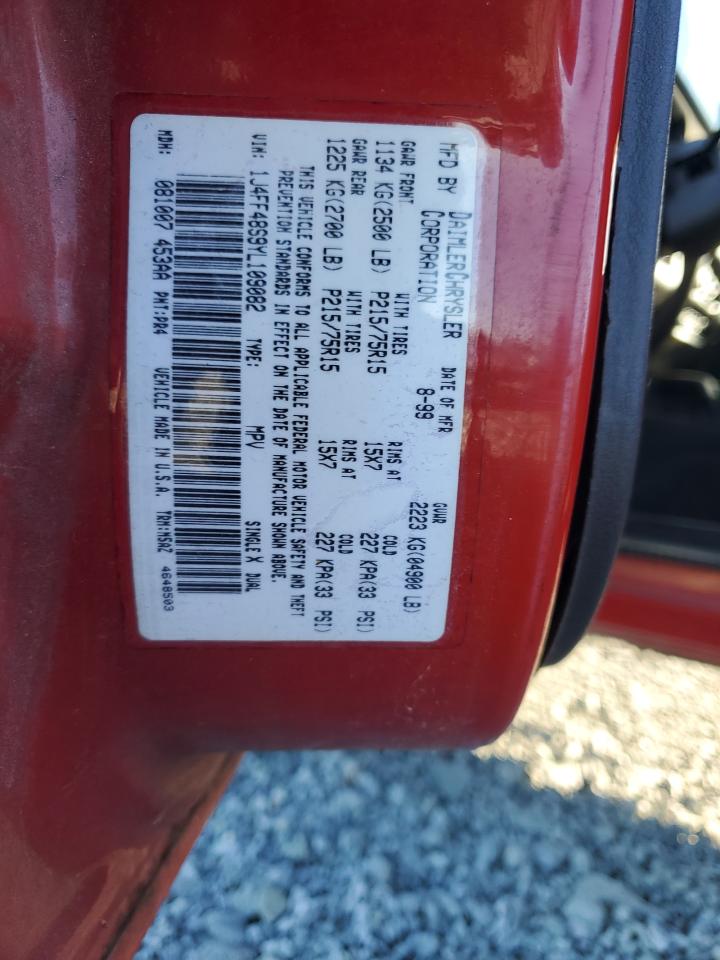 MFD BY DAIMLERCHRYSLER CORPORATION DATE OF MFR 8-99 GVWR 2223 KG(04900 LB)
GAWR FRONT WITH TIRES RIMS AT COLD
1134 KG(2500 LB) P215/75R15 15X7 227 KPA(33 PSI)
GAWR REAR WITH TIRES RIMS AT COLD
1225 KG(2700 LB) P215/75R15 15X7 227 KPA(33 PSI)
THIS VEHICLE CONFORMS TO ALL APPLICABLE FEDERAL MOTOR VEHICLE SAFETY AND THEFT
PREVENTION STANDARDS IN EFFECT ON THE DATE OF MANUFACTURE SHOWN ABOVE.
VIN: 1J4FF48S9YL109082 TYPE: MPV SINGLE X DUAL
MDH: 081007 453AA PNT:PR4 VEHICLE MADE IN U.S.A. TRM:MSAZ 4648503